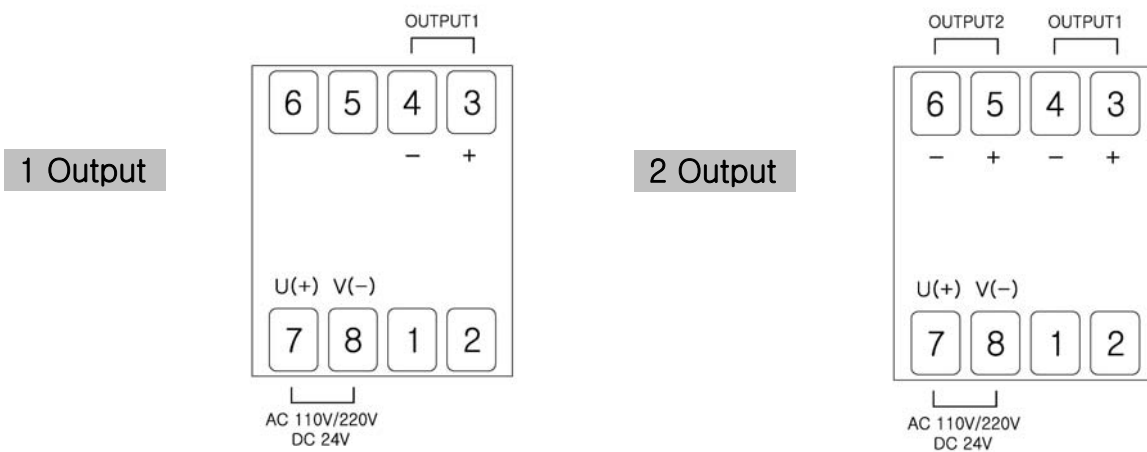 1 Output
OUTPUT1
6 5 4 3
− +
U(+) V(−)
7 8 1 2
AC 110V/220V
DC 24V
2 Output
OUTPUT2 OUTPUT1
6 5 4 3
− + − +
U(+) V(−)
7 8 1 2
AC 110V/220V
DC 24V